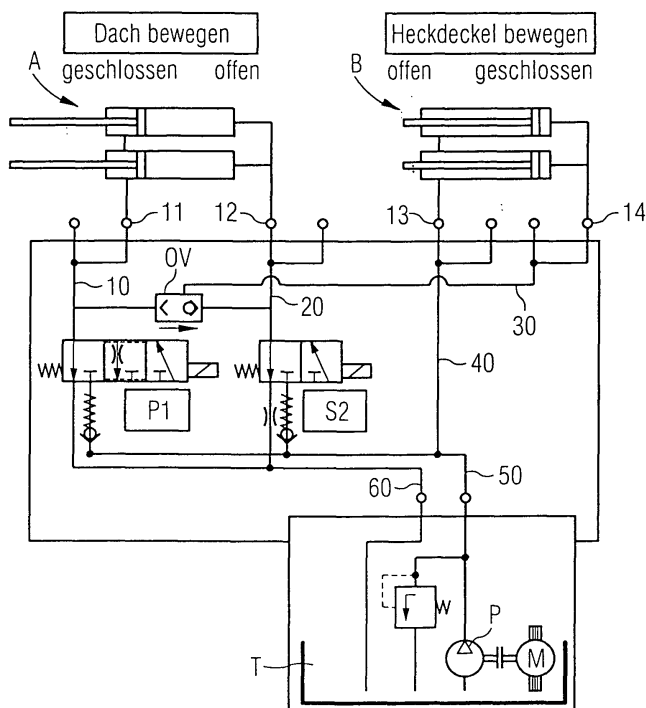 Dach bewegen
Heckdeckel bewegen
A
geschlossen offen
B
offen geschlossen
11
12
13
14
10
OV
20
30
40
P1
S2
60
50
P
T
M